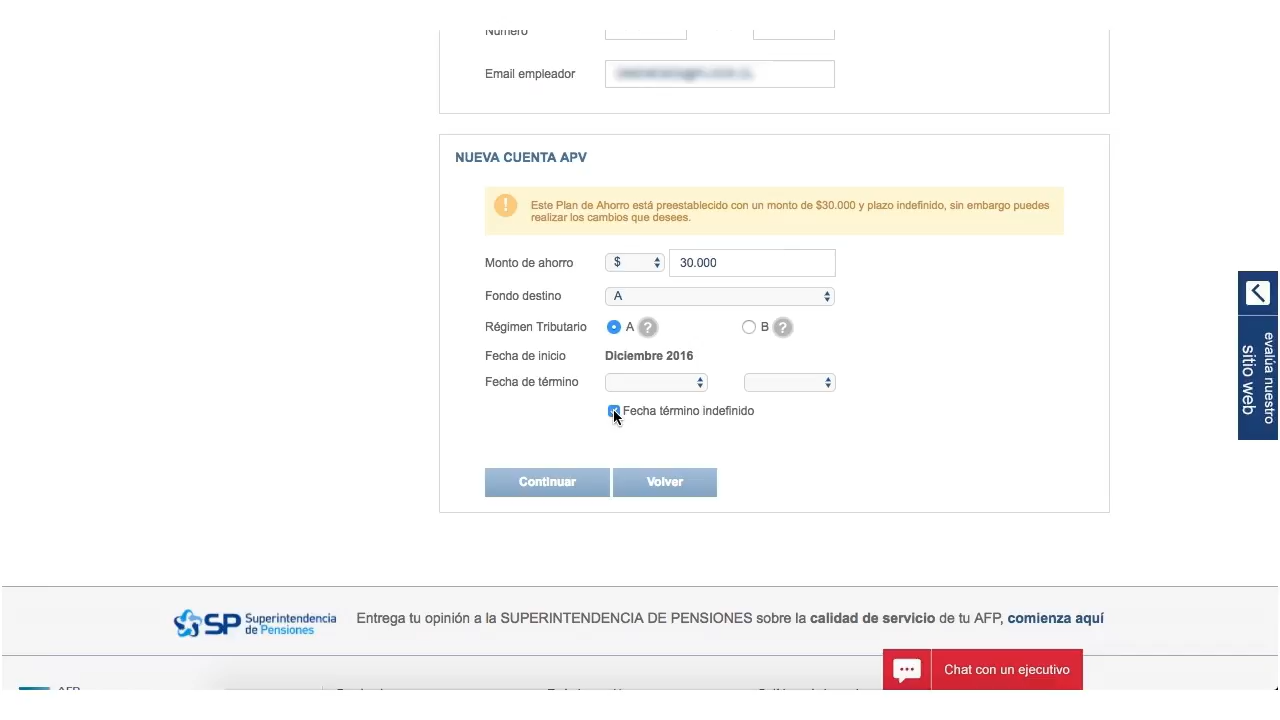 Número
Email empleador
NUEVA CUENTA APV
!
Este Plan de Ahorro está preestablecido con un monto de $30.000 y plazo indefinido, sin embargo puedes
realizar los cambios que desees.
Monto de ahorro $ 30.000
Fondo destino A
Régimen Tributario A ? B ?
Fecha de inicio Diciembre 2016
Fecha de término
Fecha término indefinido
Continuar Volver
evalúa nuestro
sitio web
SP Superintendencia
de Pensiones
Entrega tu opinión a la SUPERINTENDENCIA DE PENSIONES sobre la calidad de servicio de tu AFP, comienza aquí
Chat con un ejecutivo
AFP